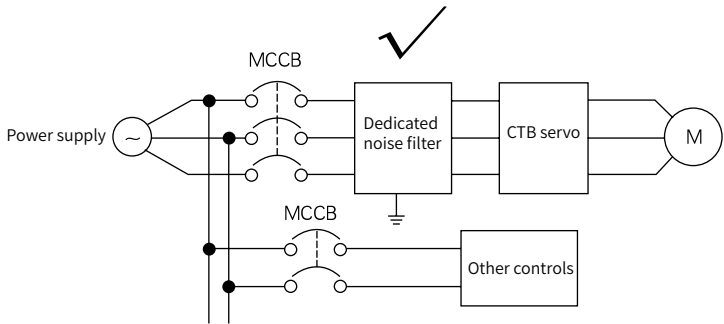 MCCB
Power supply
~
Dedicated
noise filter
CTB servo
M
MCCB
Other controls